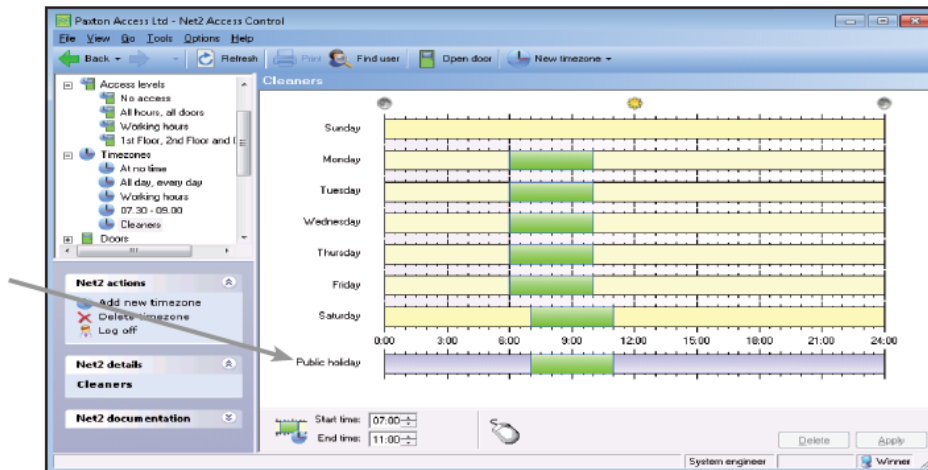 Paxton Access Ltd - Net2 Access Control
File View Go Tools Options Help
Back Refresh Print Find user Open door New timezone
Access levels
No access
All hours, all doors
Working hours
1st Floor, 2nd Floor and
Timezones
At no time
All day, every day
Working hours
07.30 - 09.00
Cleaners
Doors
Net2 actions
Add new timezone
Delete timezone
Log off
Net2 details
Cleaners
Net2 documentation
Cleaners
Sunday
Monday
Tuesday
Wednesday
Thursday
Friday
Saturday
0:00 3:00 6:00 9:00 12:00 15:00 18:00 21:00 24:00
Public holiday
Start time: 07:00
End time: 11:00
Delete Apply
System engineer Winner